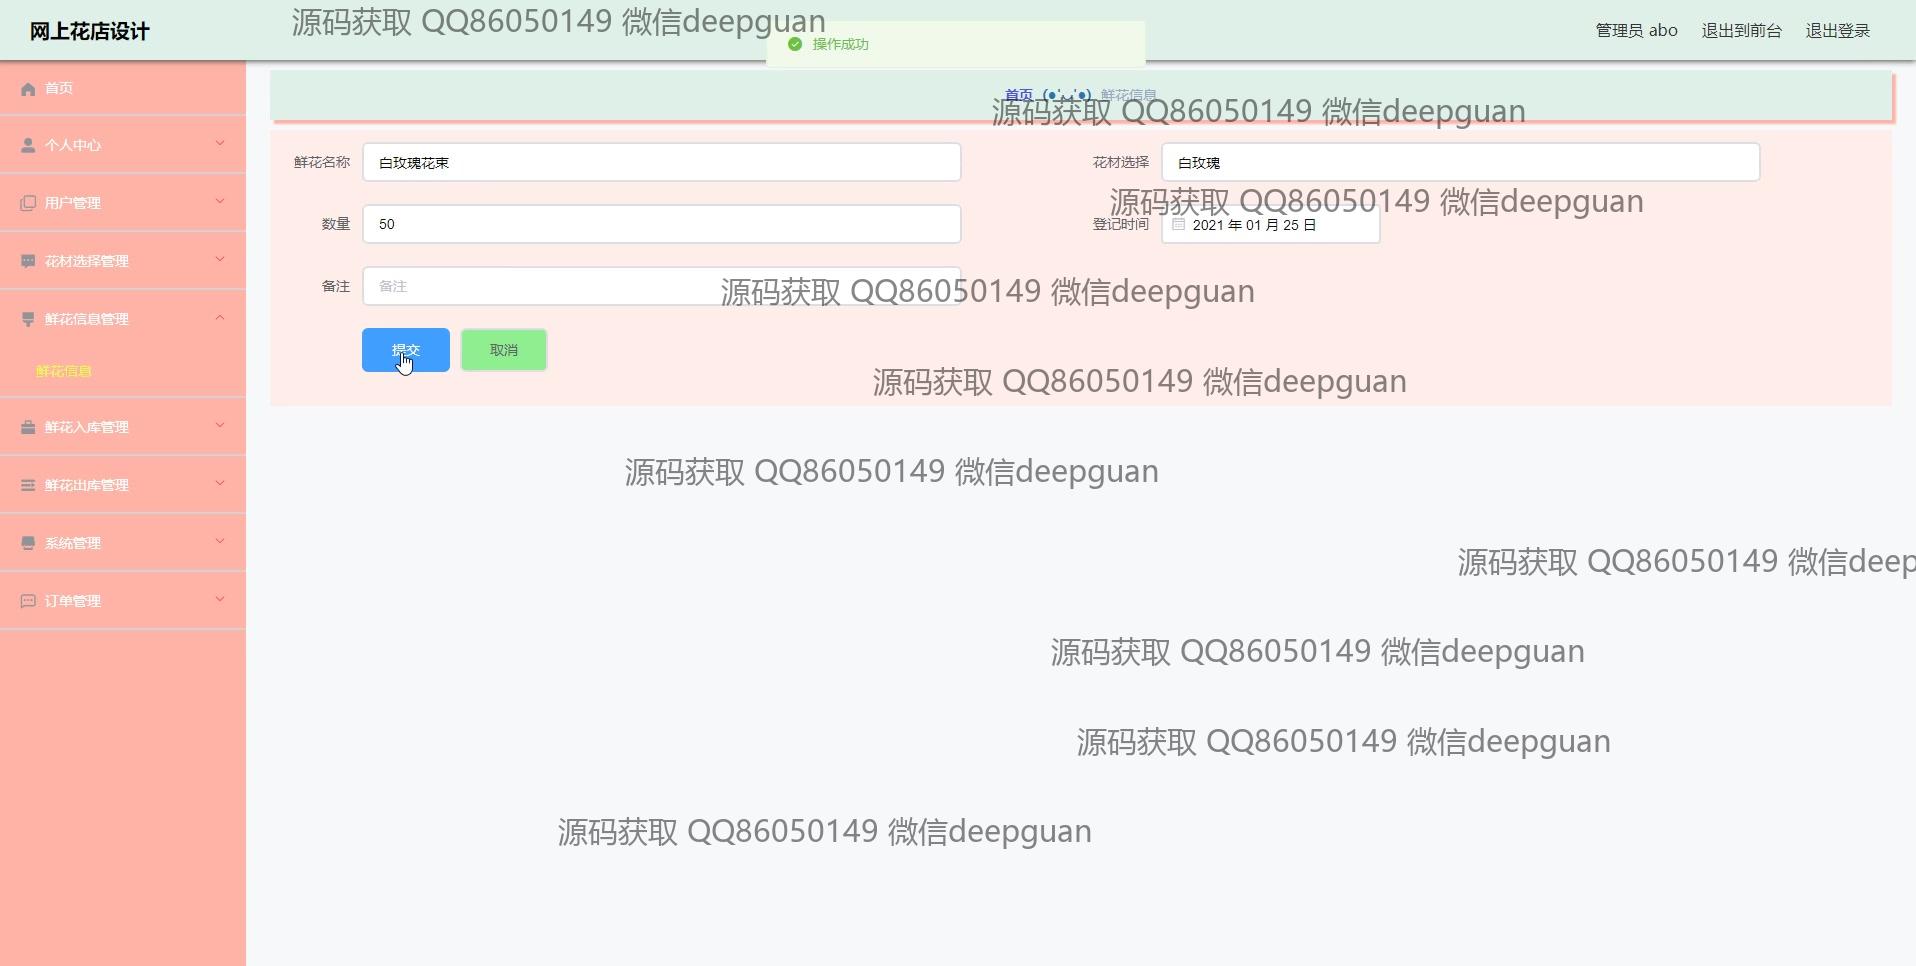 网上花店设计
源码获取 QQ86050149 微信deepguan
操作成功
管理员 abo
退出到前台
退出登录
首页
个人中心
用户管理
花材选择管理
鲜花信息管理
鲜花信息
鲜花入库管理
鲜花出库管理
系统管理
订单管理
首页 (●'◡'●) 鲜花信息
源码获取 QQ86050149 微信deepguan
鲜花名称 白玫瑰花束
花材选择 白玫瑰
源码获取 QQ86050149 微信deepguan
数量 50
登记时间 2021 年 01 月 25 日
备注 备注
源码获取 QQ86050149 微信deepguan
提交 取消
源码获取 QQ86050149 微信deepguan
源码获取 QQ86050149 微信deepguan
源码获取 QQ86050149 微信deep
源码获取 QQ86050149 微信deepguan
源码获取 QQ86050149 微信deepguan
源码获取 QQ86050149 微信deepguan